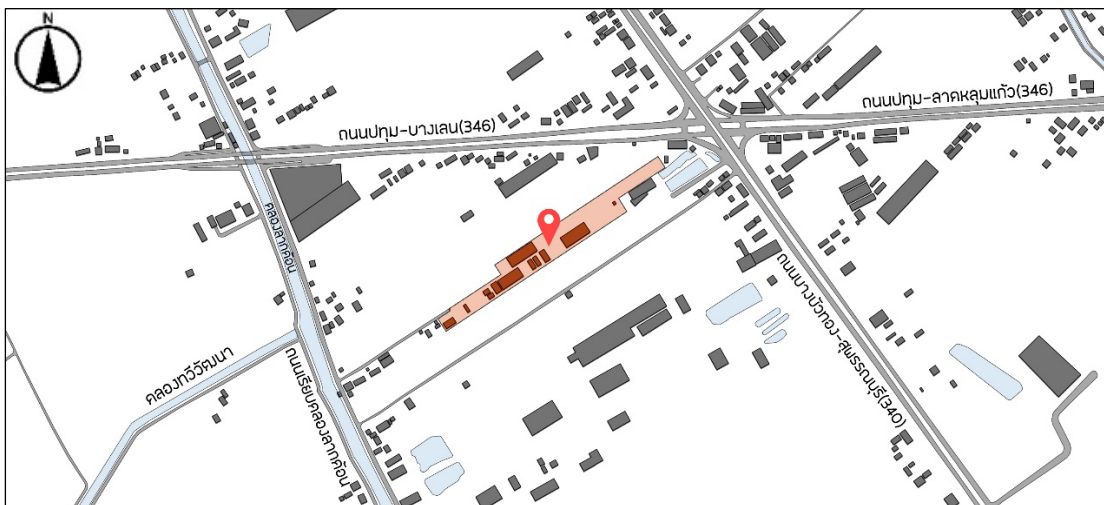 N
ถนนปทุม-ลาดหลุมแก้ว(346)
ถนนปทุม-บางเลน(346)
คลองลากค้อน
ถนนบางบัวทอง-สุพรรณบุรี(340)
คลองทวีวัฒนา
ถนนเรียบคลองลากค้อน